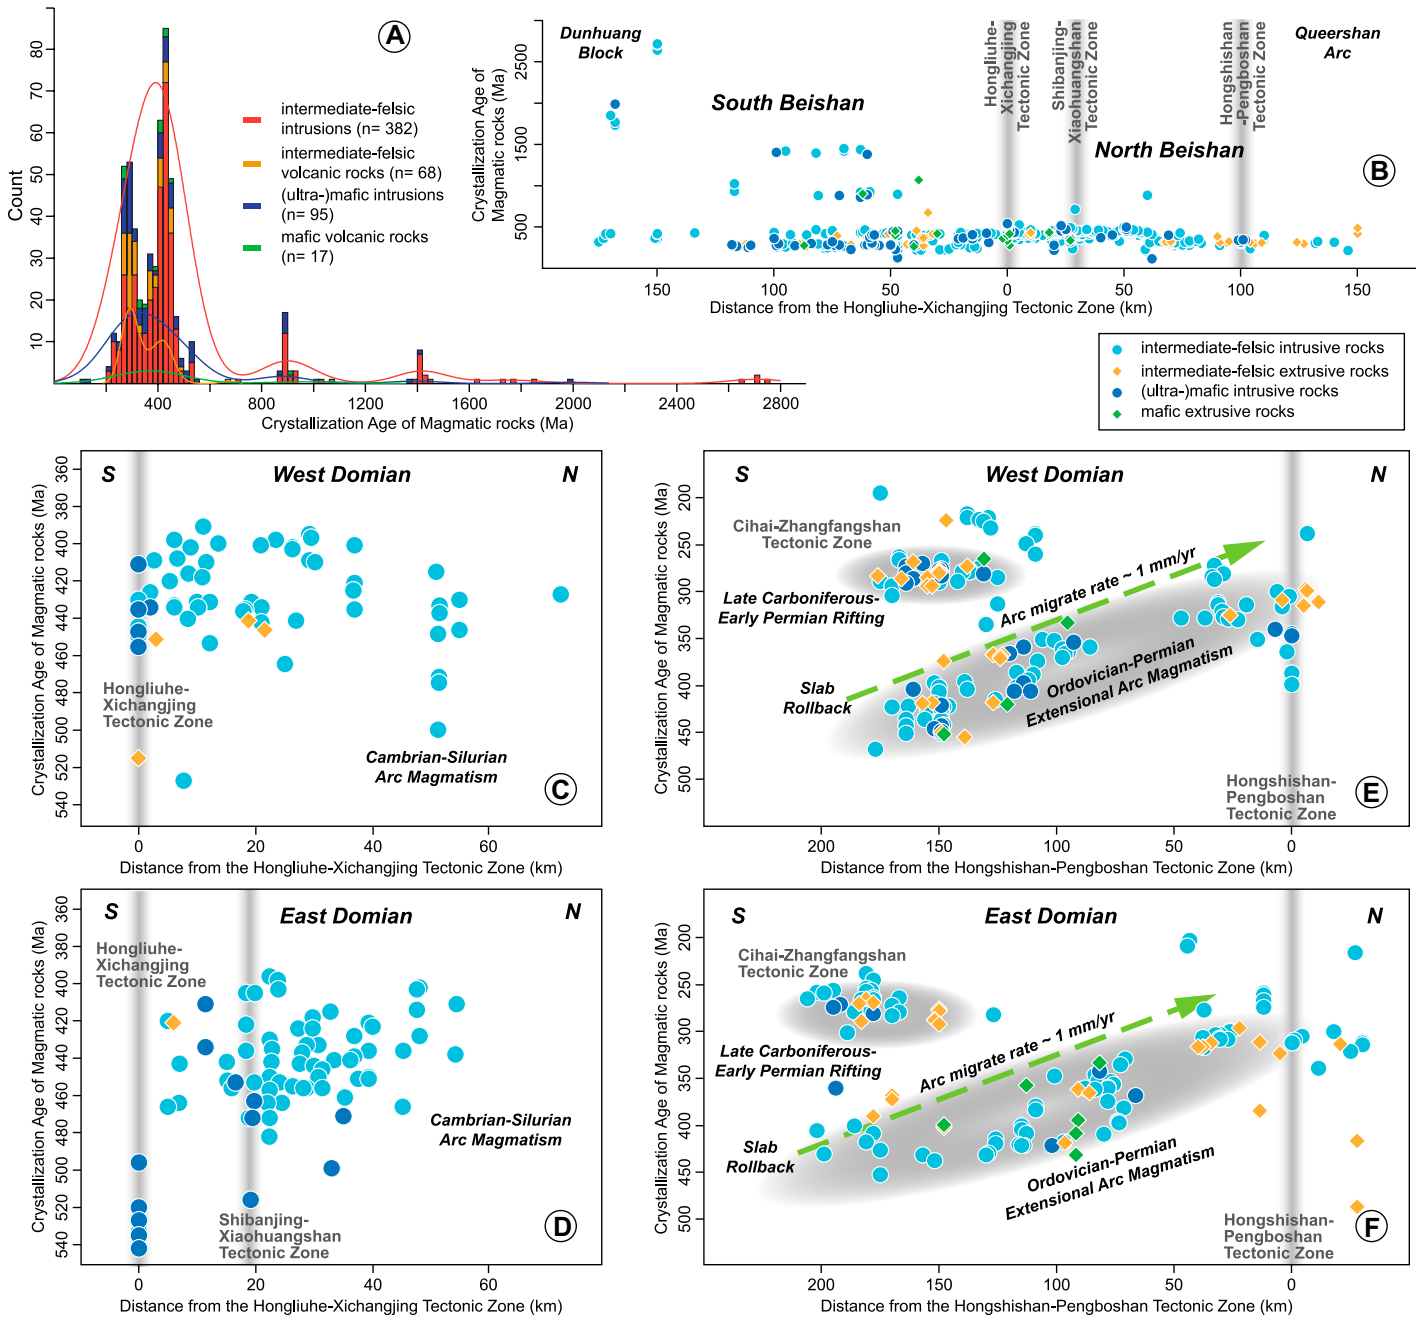 A
Count
10
20
30
40
50
60
70
80
400
800
1200
1600
2000
2400
2800
Crystallization Age of Magmatic rocks (Ma)
intermediate-felsic
intrusions (n= 382)
intermediate-felsic
volcanic rocks (n= 68)
(ultra-)mafic intrusions
(n= 95)
mafic volcanic rocks
(n= 17)
B
Crystallization Age of
Magmatic rocks (Ma)
500
1500
2500
Dunhuang
Block
South Beishan
Hongliuhe-
Xichangjing
Tectonic Zone
Shibanjing-
Xiaohuangshan
Tectonic Zone
North Beishan
Hongshishan
-Pengboshan
Tectonic Zone
Queershan
Arc
150
100
50
0
50
100
150
Distance from the Hongliuhe-Xichangjing Tectonic Zone (km)
intermediate-felsic intrusive rocks
intermediate-felsic extrusive rocks
(ultra-)mafic intrusive rocks
mafic extrusive rocks
S
West Domian
N
Crystallization Age of Magmatic rocks (Ma)
360
380
400
420
440
460
480
500
520
540
Hongliuhe-
Xichangjing
Tectonic Zone
Cambrian-Silurian
Arc Magmatism
C
0
20
40
60
Distance from the Hongliuhe-Xichangjing Tectonic Zone (km)
S
West Domian
N
Crystallization Age of Magmatic rocks (Ma)
200
250
300
350
400
450
500
Cihai-Zhangfangshan
Tectonic Zone
Late Carboniferous-
Early Permian Rifting
Arc migrate rate ~ 1 mm/yr
Slab
Rollback
Ordovician-Permian
Extensional Arc Magmatism
Hongshishan-
Pengboshan
Tectonic Zone
E
200
150
100
50
0
Distance from the Hongshishan-Pengboshan Tectonic Zone (km)
S
East Domian
N
Crystallization Age of Magmatic rocks (Ma)
360
380
400
420
440
460
480
500
520
540
Hongliuhe-
Xichangjing
Tectonic Zone
Cambrian-Silurian
Arc Magmatism
Shibanjing-
Xiaohuangshan
Tectonic Zone
D
0
20
40
60
Distance from the Hongliuhe-Xichangjing Tectonic Zone (km)
S
East Domian
N
Crystallization Age of Magmatic rocks (Ma)
200
250
300
350
400
450
500
Cihai-Zhangfangshan
Tectonic Zone
Late Carboniferous-
Early Permian Rifting
Arc migrate rate ~ 1 mm/yr
Slab
Rollback
Ordovician-Permian
Extensional Arc Magmatism
Hongshishan-
Pengboshan
Tectonic Zone
F
200
150
100
50
0
Distance from the Hongshishan-Pengboshan Tectonic Zone (km)